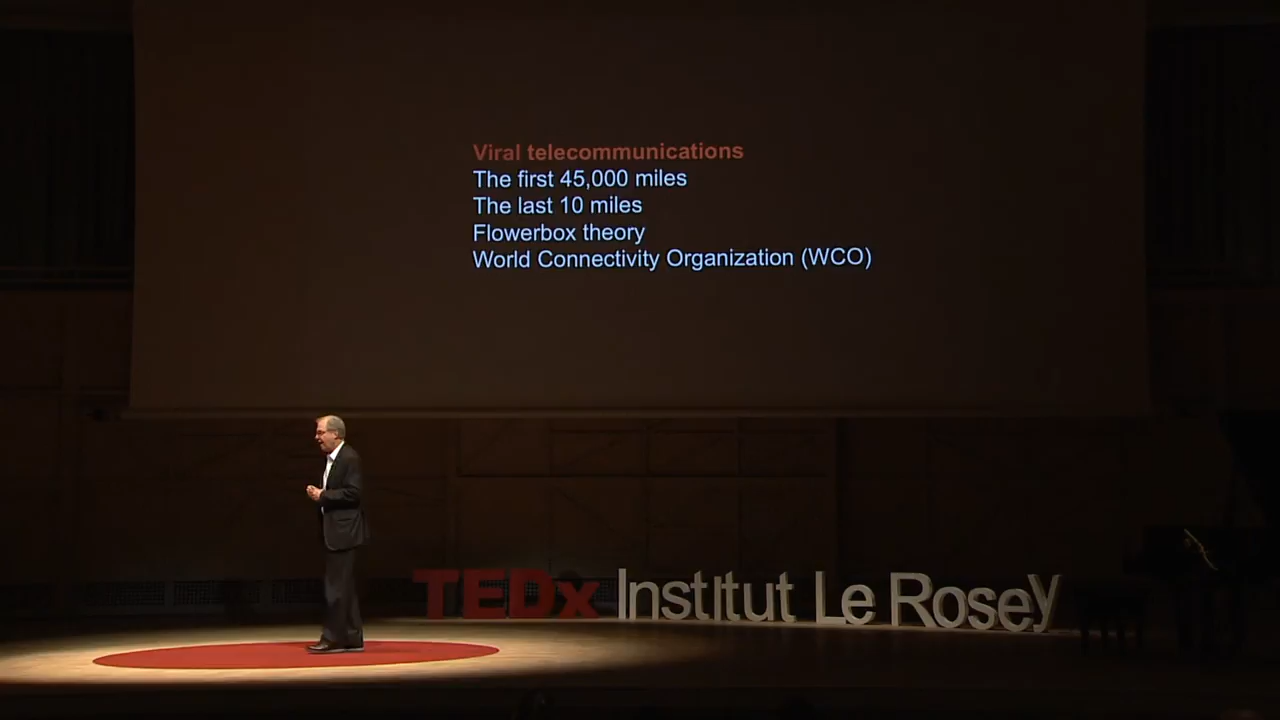 Viral telecommunications
The first 45,000 miles
The last 10 miles
Flowerbox theory
World Connectivity Organization (WCO)
TEDx Institut Le Rosey